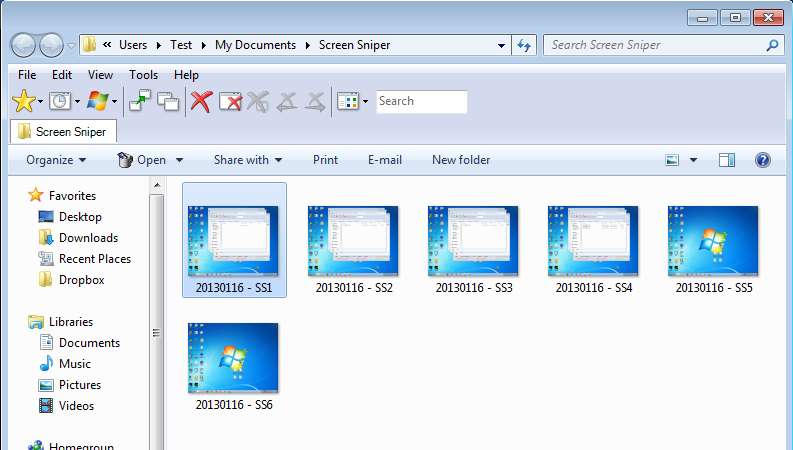 « Users Test My Documents Screen Sniper
Search Screen Sniper
File Edit View Tools Help
Search
Screen Sniper
Organize Open Share with Print E-mail New folder
Favorites
Desktop
Downloads
Recent Places
Dropbox
Libraries
Documents
Music
Pictures
Videos
Homegroup
20130116 - SS1
20130116 - SS2
20130116 - SS3
20130116 - SS4
20130116 - SS5
20130116 - SS6